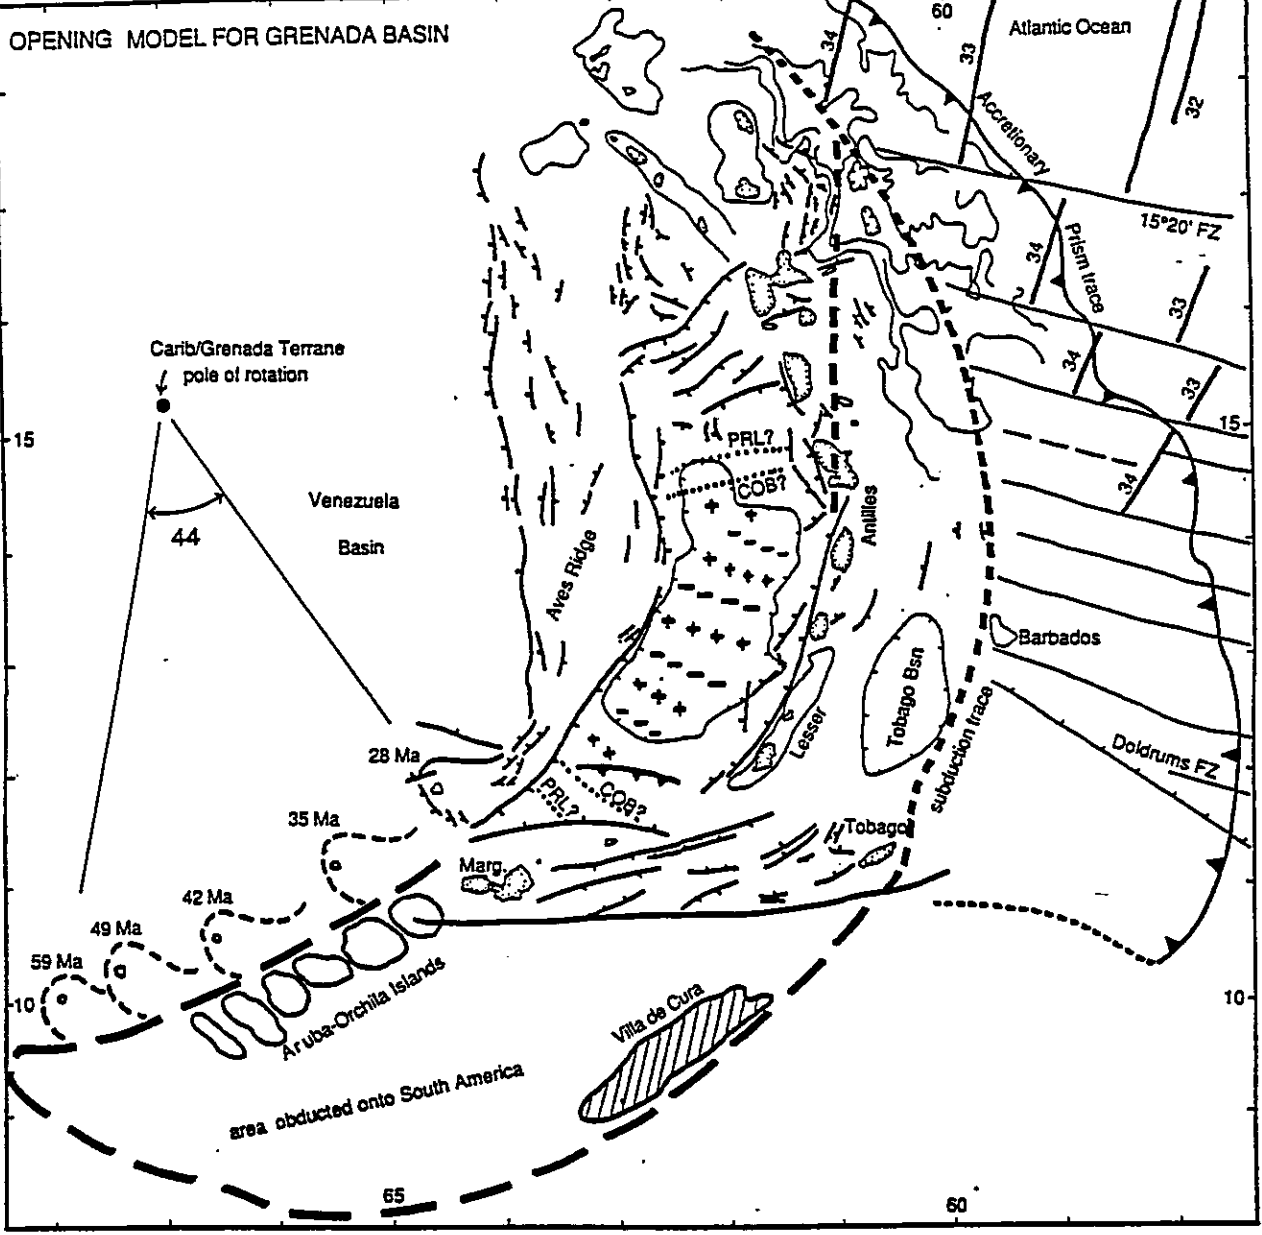 OPENING MODEL FOR GRENADA BASIN
60
Atlantic Ocean
34
33
32
Accretionary
Prism trace
15°20' FZ
34
33
34
33
34
Carib/Grenada Terrane
pole of rotation
15
15
44
Venezuela
Basin
Aves Ridge
PRL?
COB?
Antilles
Lesser
Barbados
Tobago Bsn
subduction trace
Doldrums FZ
28 Ma
PRL?
COB?
35 Ma
Tobago
Marg.
42 Ma
49 Ma
59 Ma
10
10
Aruba-Orchila Islands
Villa de Cura
area obducted onto South America
65
60